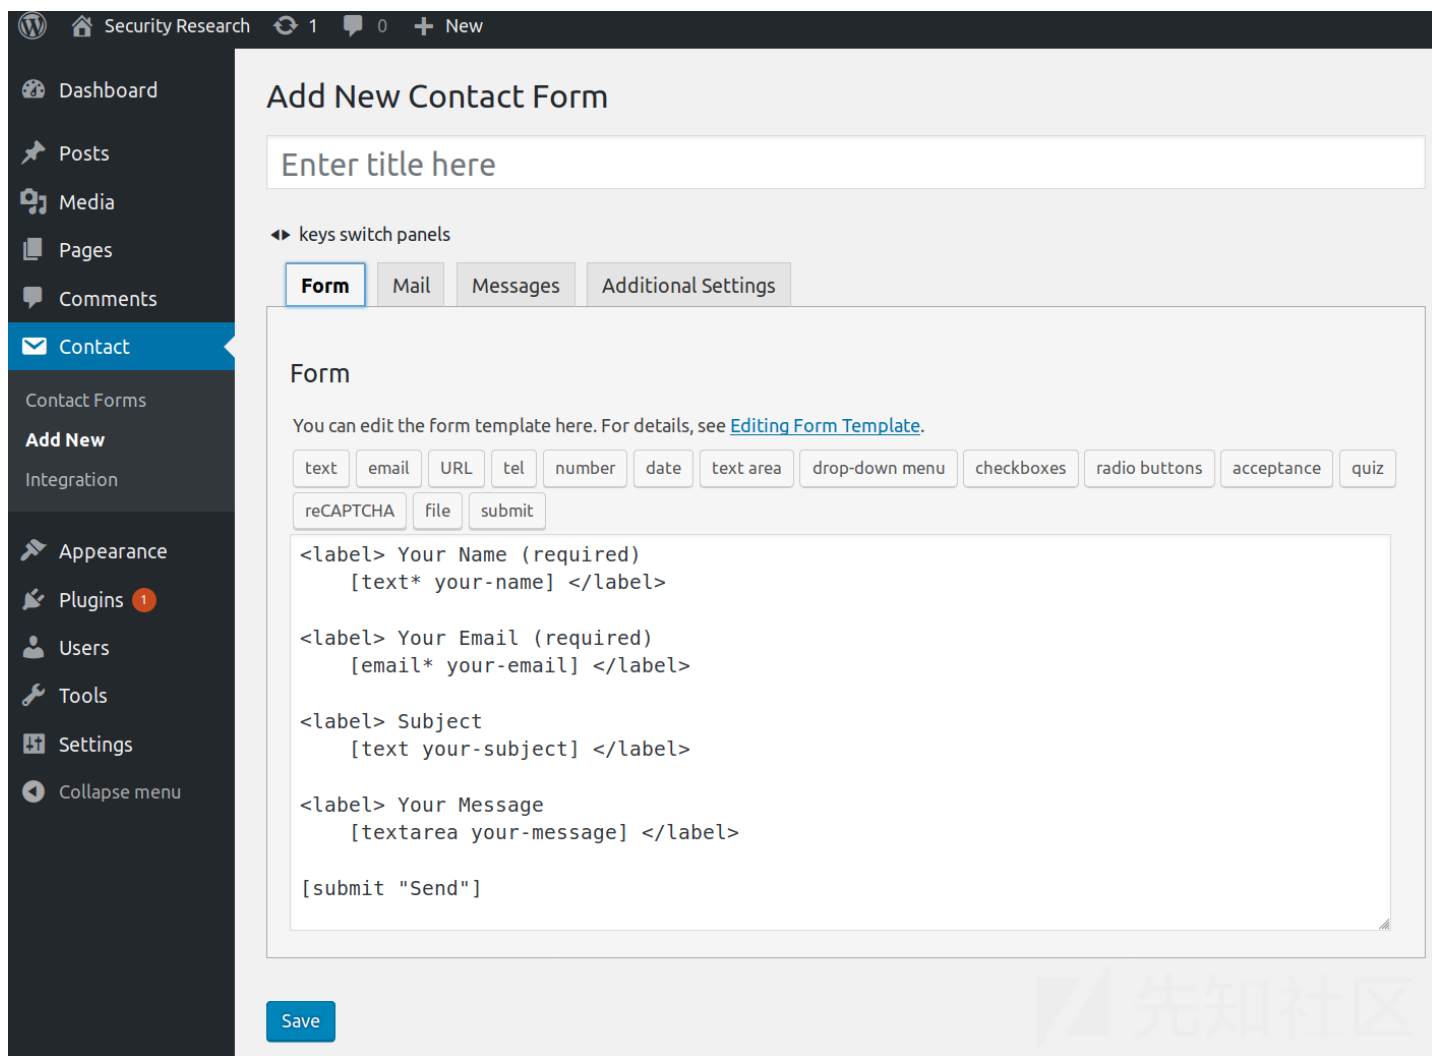 Security Research 1 0 + New
Dashboard
Posts
Media
Pages
Comments
Contact
Contact Forms
Add New
Integration
Appearance
Plugins 1
Users
Tools
Settings
Collapse menu
Add New Contact Form
Enter title here
keys switch panels
Form Mail Messages Additional Settings
Form
You can edit the form template here. For details, see Editing Form Template.
text email URL tel number date text area drop-down menu checkboxes radio buttons acceptance quiz
reCAPTCHA file submit
<label> Your Name (required)
    [text* your-name] </label>
<label> Your Email (required)
    [email* your-email] </label>
<label> Subject
    [text your-subject] </label>
<label> Your Message
    [textarea your-message] </label>
[submit "Send"]
Save
先知社区